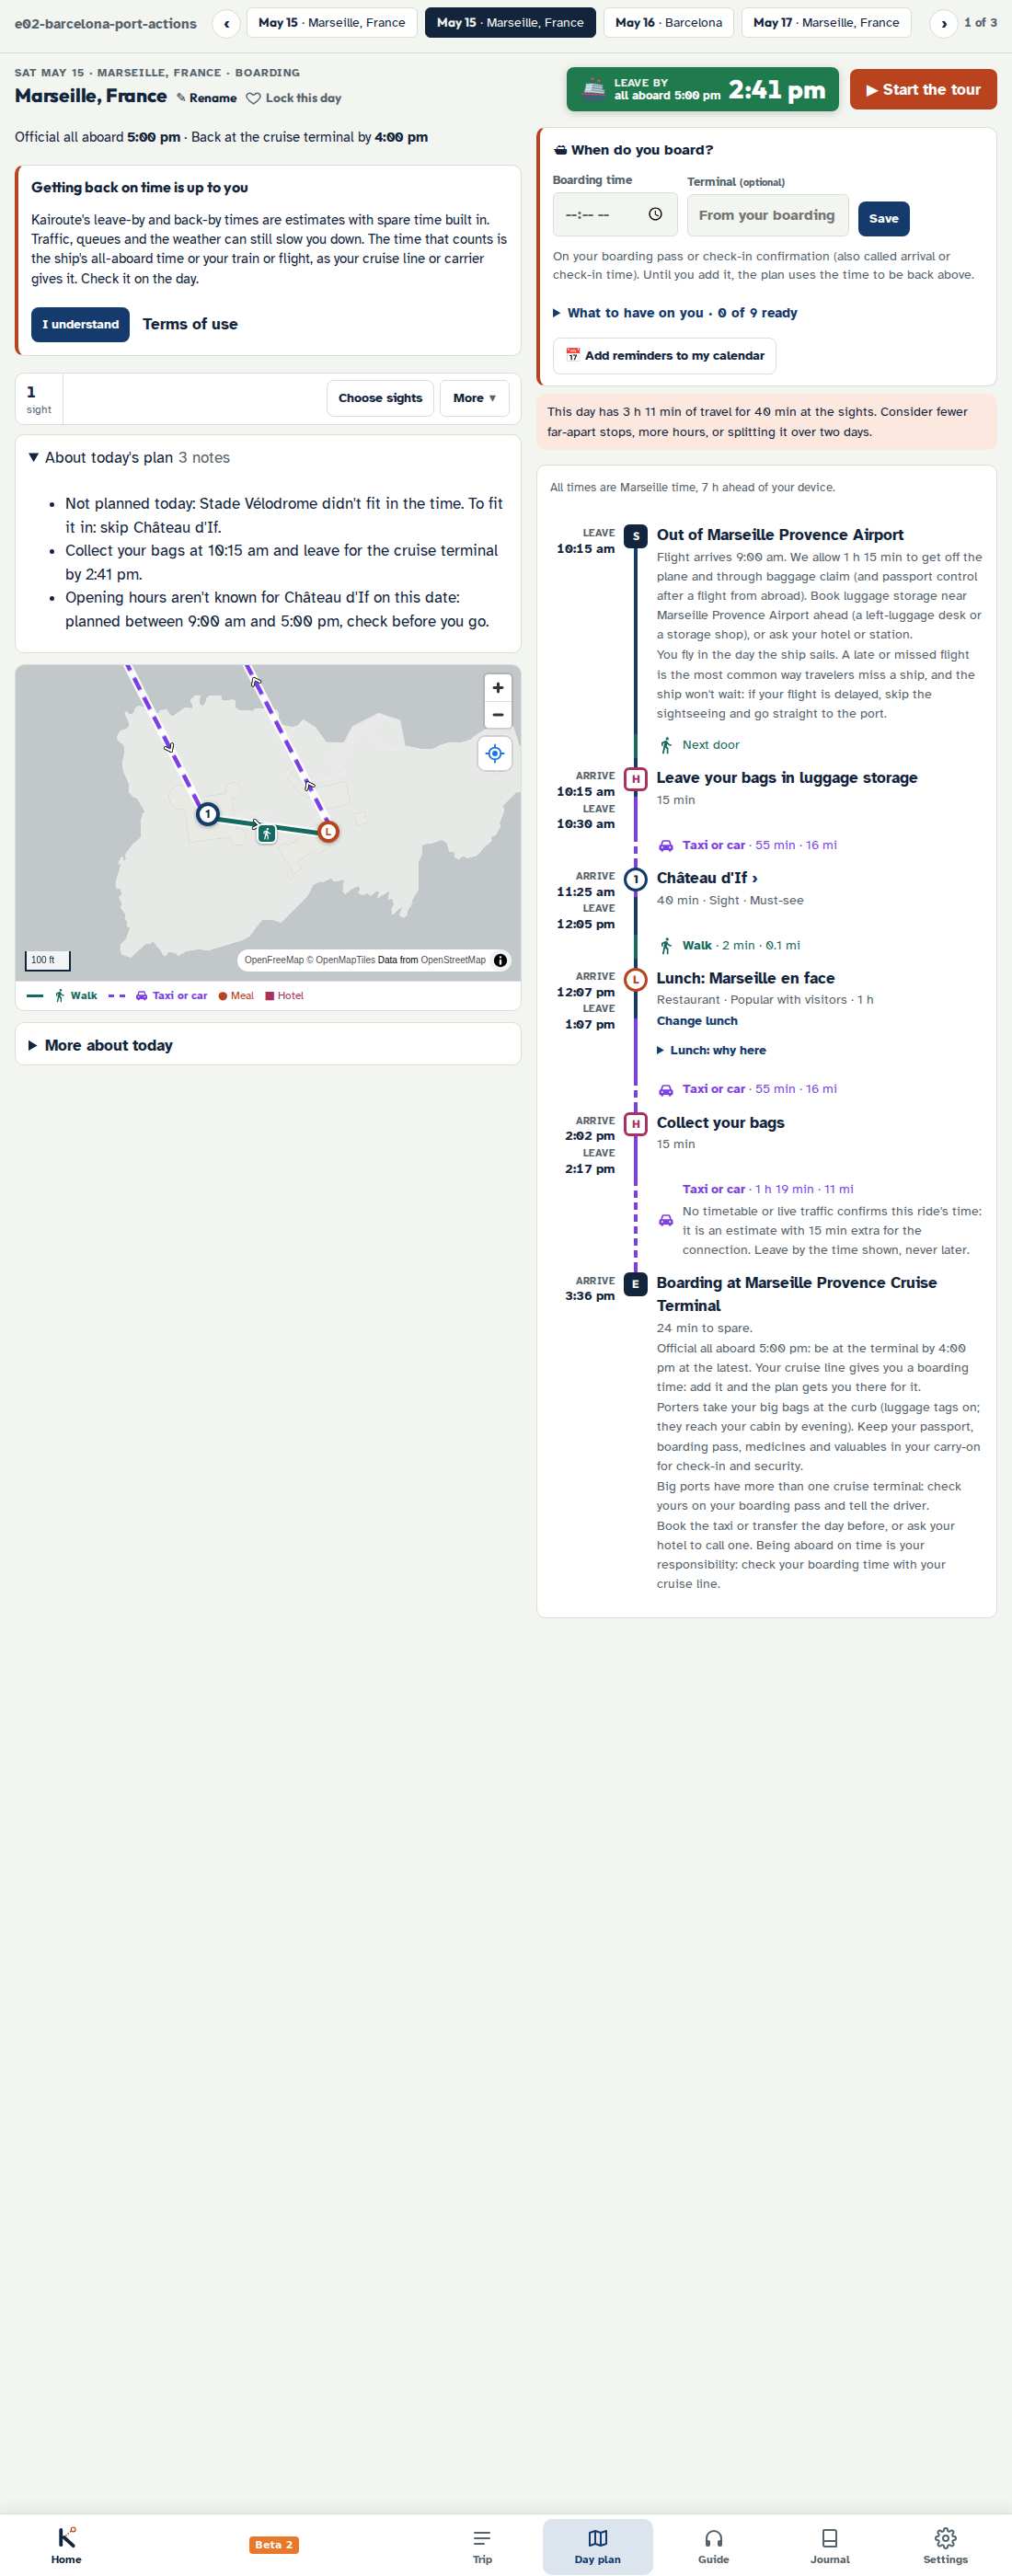 e02-barcelona-port-actions
‹
May 15 · Marseille, France
May 15 · Marseille, France
May 16 · Barcelona
May 17 · Marseille, France
›
1 of 3
SAT MAY 15 · MARSEILLE, FRANCE · BOARDING
Marseille, France
✎ Rename
Lock this day
LEAVE BY
all aboard 5:00 pm
2:41 pm
▶ Start the tour
Official all aboard 5:00 pm · Back at the cruise terminal by 4:00 pm
Getting back on time is up to you
Kairoute's leave-by and back-by times are estimates with spare time built in.
Traffic, queues and the weather can still slow you down. The time that counts is
the ship's all-aboard time or your train or flight, as your cruise line or carrier
gives it. Check it on the day.
I understand
Terms of use
1
sight
Choose sights
More ▼
▼ About today's plan 3 notes
• Not planned today: Stade Vélodrome didn't fit in the time. To fit
it in: skip Château d'If.
• Collect your bags at 10:15 am and leave for the cruise terminal
by 2:41 pm.
• Opening hours aren't known for Château d'If on this date:
planned between 9:00 am and 5:00 pm, check before you go.
+
−
1
L
100 ft
OpenFreeMap © OpenMapTiles Data from OpenStreetMap
Walk
Taxi or car
Meal
Hotel
▶ More about today
When do you board?
Boarding time
Terminal (optional)
--:-- --
From your boarding
Save
On your boarding pass or check-in confirmation (also called arrival or
check-in time). Until you add it, the plan uses the time to be back above.
▶ What to have on you · 0 of 9 ready
Add reminders to my calendar
This day has 3 h 11 min of travel for 40 min at the sights. Consider fewer
far-apart stops, more hours, or splitting it over two days.
All times are Marseille time, 7 h ahead of your device.
LEAVE
10:15 am
S
Out of Marseille Provence Airport
Flight arrives 9:00 am. We allow 1 h 15 min to get off the
plane and through baggage claim (and passport control
after a flight from abroad). Book luggage storage near
Marseille Provence Airport ahead (a left-luggage desk or
a storage shop), or ask your hotel or station.
You fly in the day the ship sails. A late or missed flight
is the most common way travelers miss a ship, and the
ship won't wait: if your flight is delayed, skip the
sightseeing and go straight to the port.
Next door
ARRIVE
10:15 am
LEAVE
10:30 am
H
Leave your bags in luggage storage
15 min
Taxi or car · 55 min · 16 mi
ARRIVE
11:25 am
LEAVE
12:05 pm
1
Château d'If ›
40 min · Sight · Must-see
Walk · 2 min · 0.1 mi
ARRIVE
12:07 pm
LEAVE
1:07 pm
L
Lunch: Marseille en face
Restaurant · Popular with visitors · 1 h
Change lunch
▶ Lunch: why here
Taxi or car · 55 min · 16 mi
ARRIVE
2:02 pm
LEAVE
2:17 pm
H
Collect your bags
15 min
Taxi or car · 1 h 19 min · 11 mi
No timetable or live traffic confirms this ride's time:
it is an estimate with 15 min extra for the
connection. Leave by the time shown, never later.
ARRIVE
3:36 pm
E
Boarding at Marseille Provence Cruise
Terminal
24 min to spare.
Official all aboard 5:00 pm: be at the terminal by 4:00
pm at the latest. Your cruise line gives you a boarding
time: add it and the plan gets you there for it.
Porters take your big bags at the curb (luggage tags on;
they reach your cabin by evening). Keep your passport,
boarding pass, medicines and valuables in your carry-on
for check-in and security.
Big ports have more than one cruise terminal: check
yours on your boarding pass and tell the driver.
Book the taxi or transfer the day before, or ask your
hotel to call one. Being aboard on time is your
responsibility: check your boarding time with your
cruise line.
Home
Beta 2
Trip
Day plan
Guide
Journal
Settings